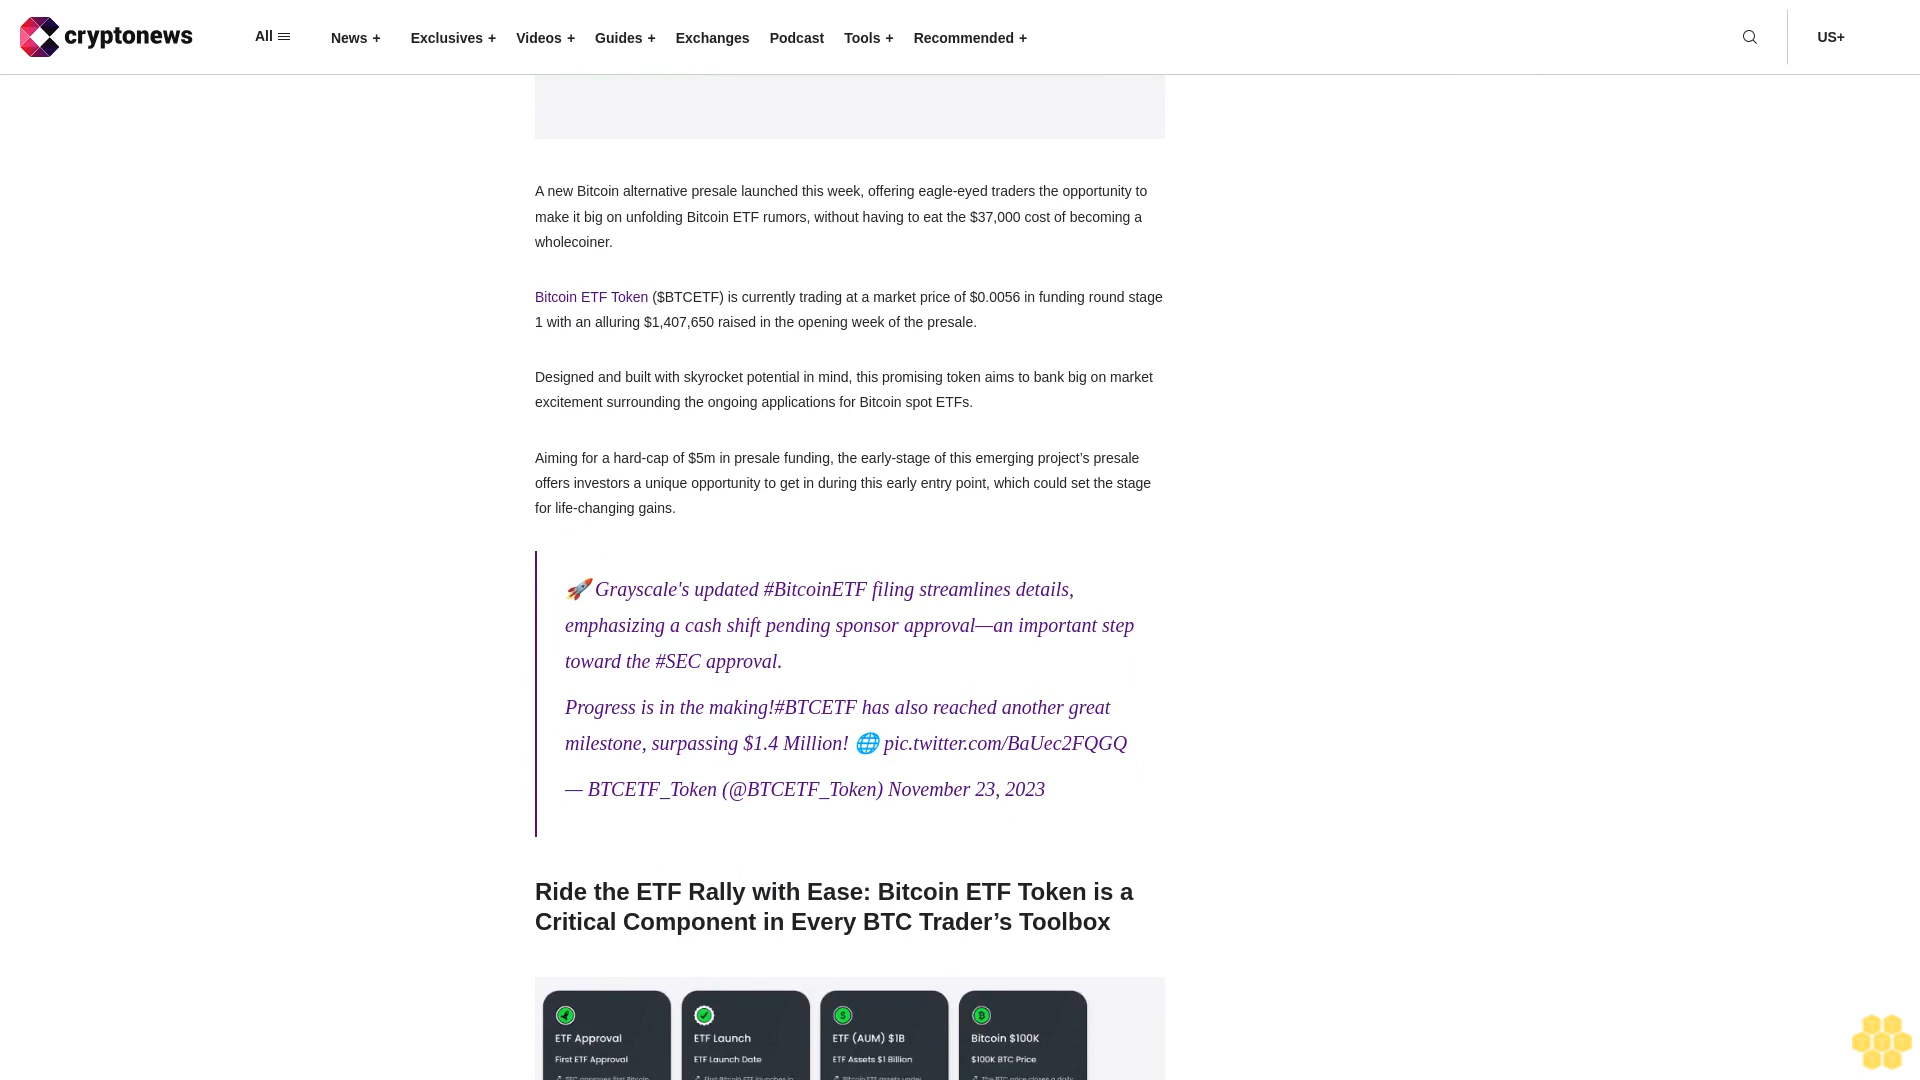 cryptonews
All
News +
Exclusives +
Videos +
Guides +
Exchanges
Podcast
Tools +
Recommended +
US+
A new Bitcoin alternative presale launched this week, offering eagle-eyed traders the opportunity to
make it big on unfolding Bitcoin ETF rumors, without having to eat the $37,000 cost of becoming a
wholecoiner.
Bitcoin ETF Token ($BTCETF) is currently trading at a market price of $0.0056 in funding round stage
1 with an alluring $1,407,650 raised in the opening week of the presale.
Designed and built with skyrocket potential in mind, this promising token aims to bank big on market
excitement surrounding the ongoing applications for Bitcoin spot ETFs.
Aiming for a hard-cap of $5m in presale funding, the early-stage of this emerging project’s presale
offers investors a unique opportunity to get in during this early entry point, which could set the stage
for life-changing gains.
🚀 Grayscale's updated #BitcoinETF filing streamlines details,
emphasizing a cash shift pending sponsor approval—an important step
toward the #SEC approval.
Progress is in the making!#BTCETF has also reached another great
milestone, surpassing $1.4 Million! 🌐 pic.twitter.com/BaUec2FQGQ
— BTCETF_Token (@BTCETF_Token) November 23, 2023
Ride the ETF Rally with Ease: Bitcoin ETF Token is a
Critical Component in Every BTC Trader’s Toolbox
ETF Approval
First ETF Approval
ETF Launch
ETF Launch Date
ETF (AUM) $1B
ETF Assets $1 Billion
Bitcoin $100K
$100K BTC Price